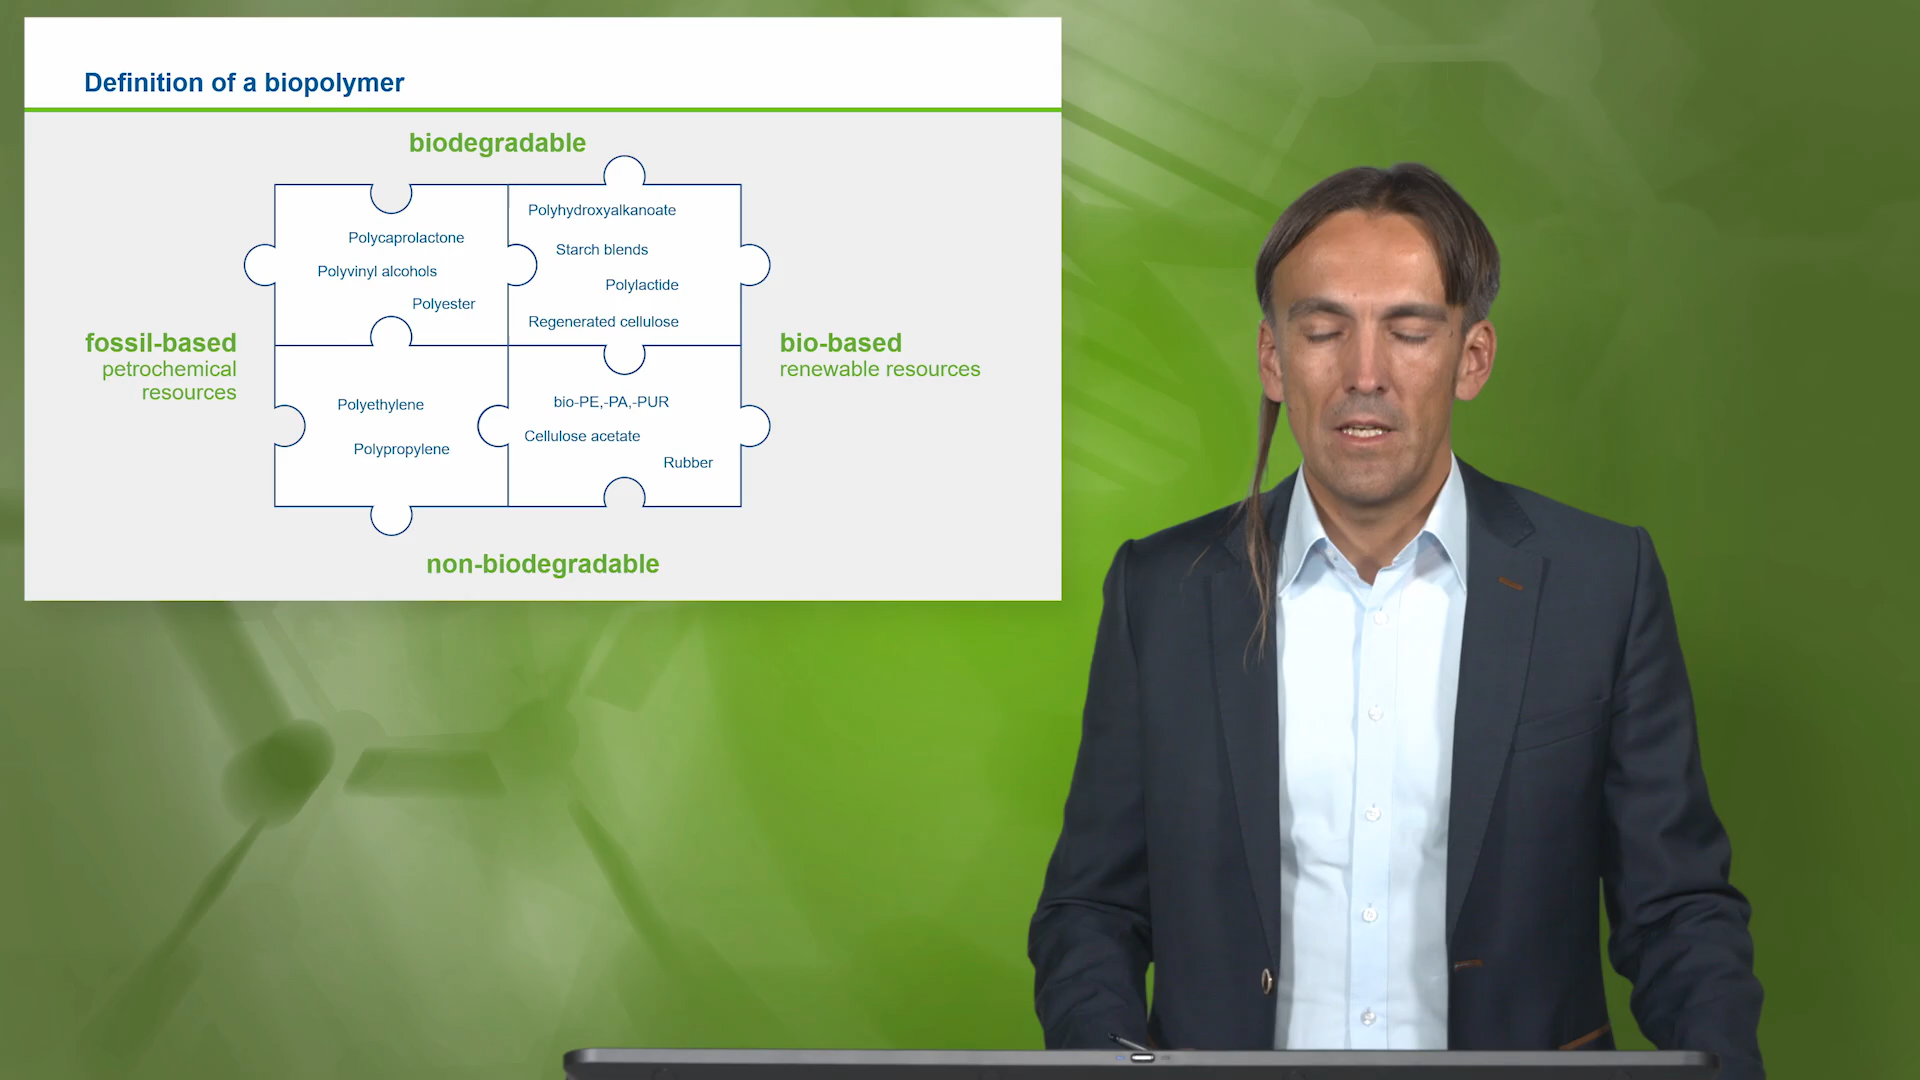 Definition of a biopolymer
biodegradable
Polycaprolactone
Polyvinyl alcohols
Polyester
Polyhydroxyalkanoate
Starch blends
Polylactide
Regenerated cellulose
fossil-based
petrochemical
resources
bio-based
renewable resources
Polyethylene
Polypropylene
bio-PE,-PA,-PUR
Cellulose acetate
Rubber
non-biodegradable